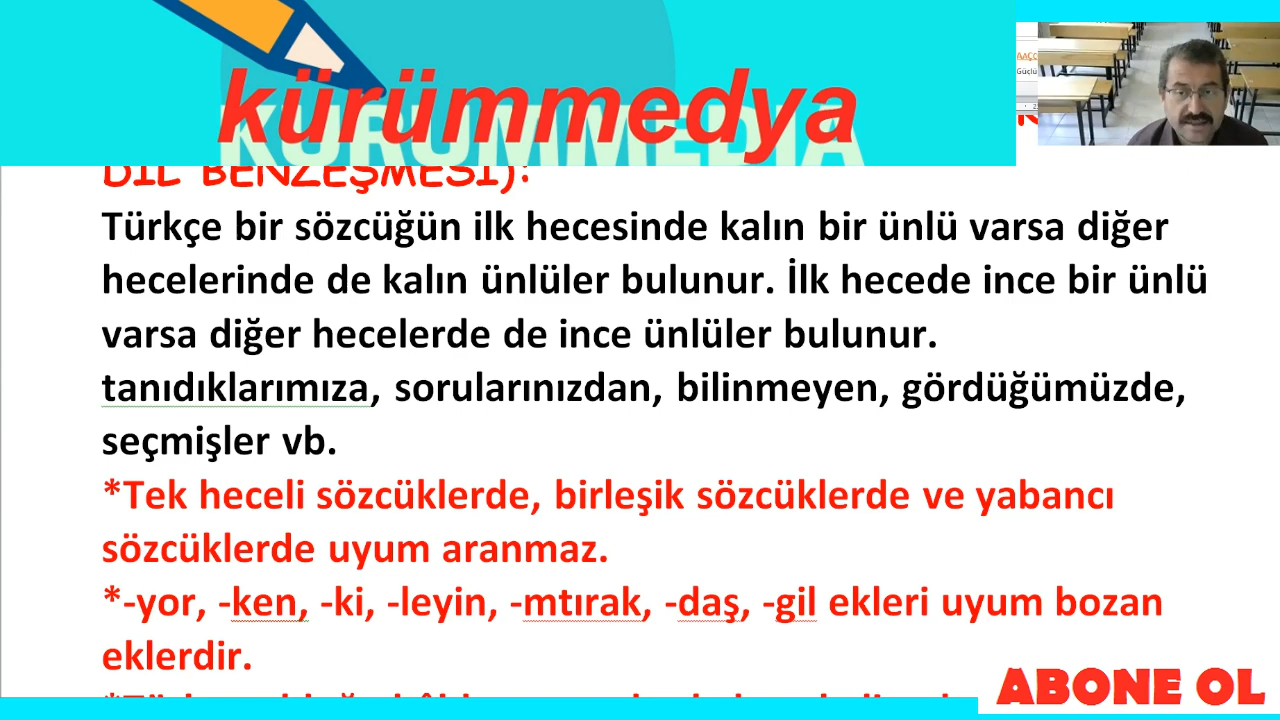 kürümmedya
KURUMMEDIA
DİL BENZEŞMESİ):
Türkçe bir sözcüğün ilk hecesinde kalın bir ünlü varsa diğer
hecelerinde de kalın ünlüler bulunur. İlk hecede ince bir ünlü
varsa diğer hecelerde de ince ünlüler bulunur.
tanıdıklarımıza, sorularınızdan, bilinmeyen, gördüğümüzde,
seçmişler vb.
*Tek heceli sözcüklerde, birleşik sözcüklerde ve yabancı
sözcüklerde uyum aranmaz.
*-yor, -ken, -ki, -leyin, -mtırak, -daş, -gil ekleri uyum bozan
eklerdir.
ABONE OL